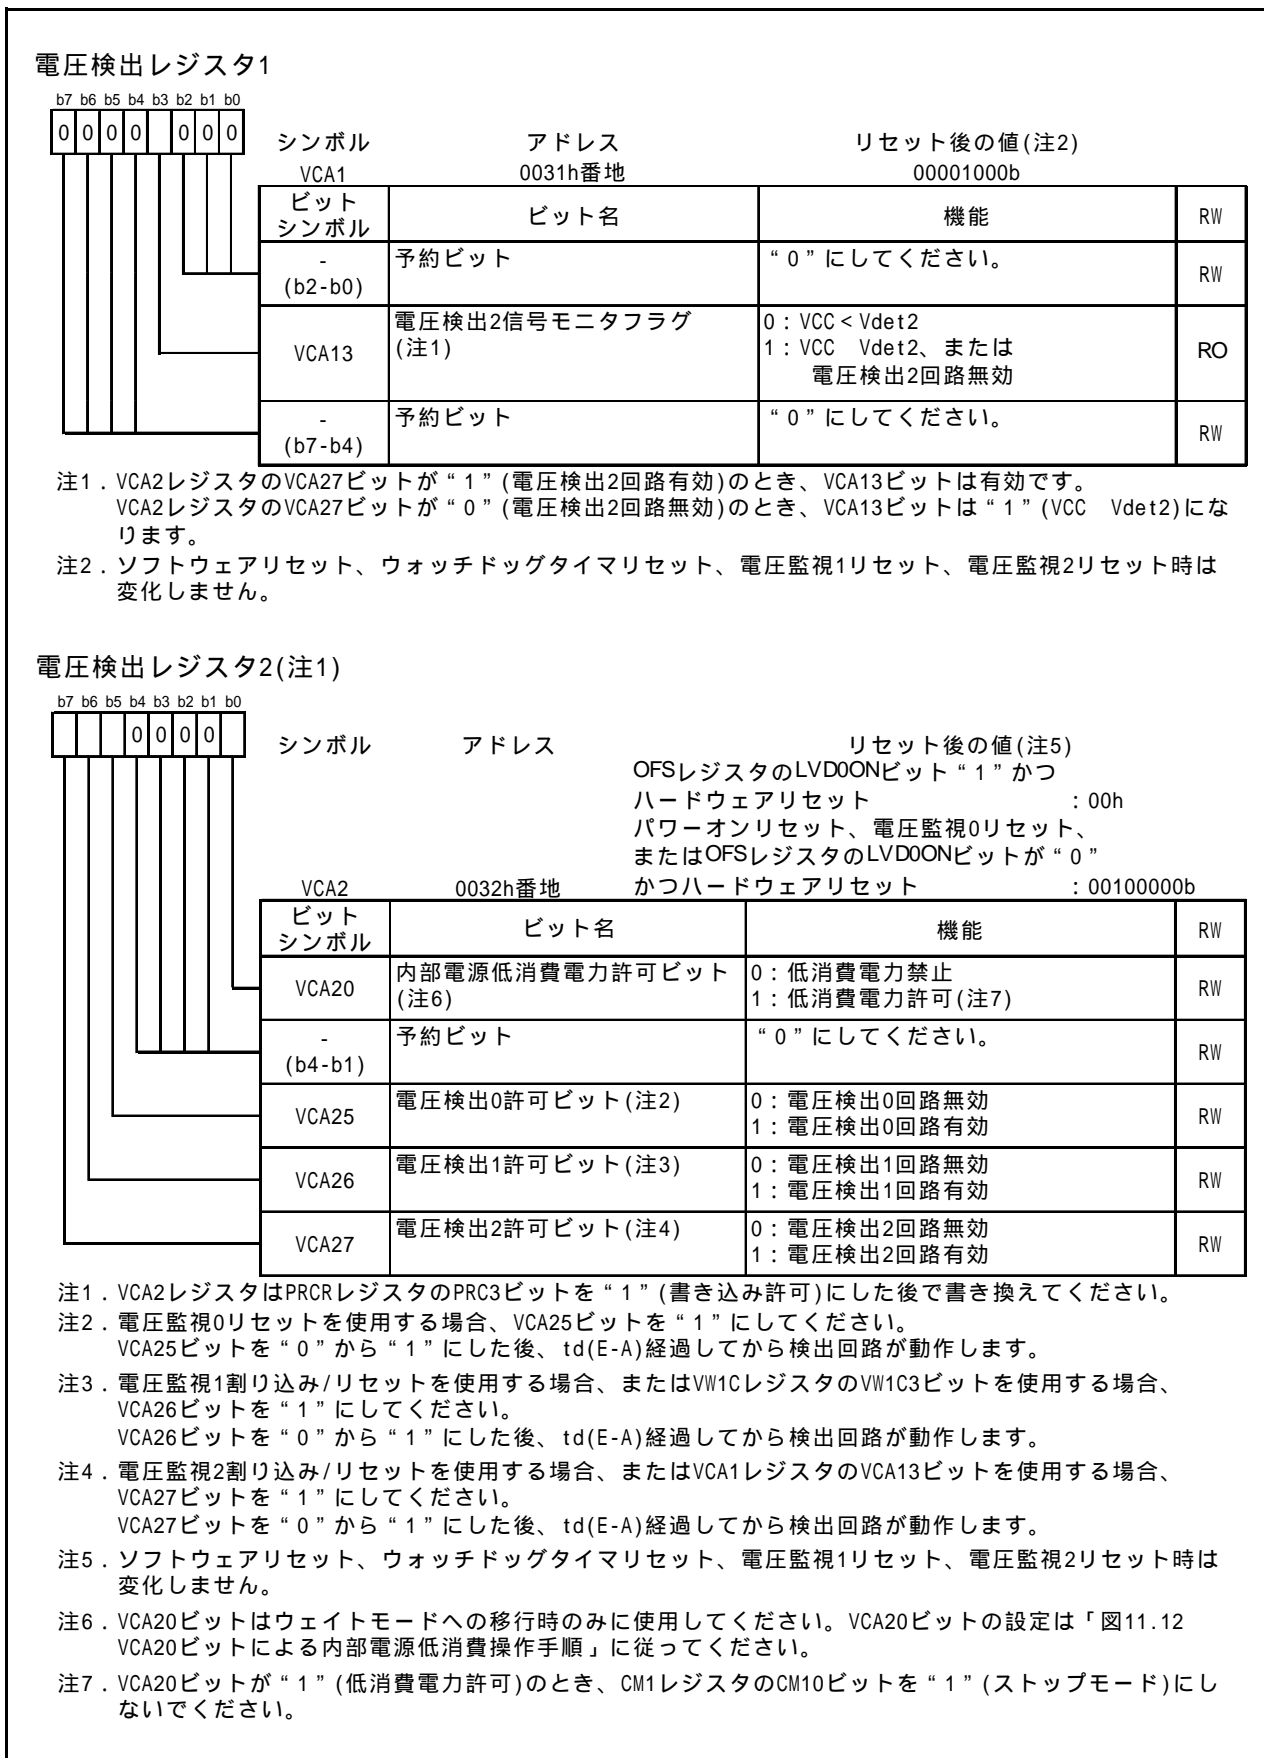 電圧検出レジスタ1
b7 b6 b5 b4 b3 b2 b1 b0
0 0 0 0 0 0 0
シンボル アドレス リセット後の値(注2)
VCA1 0031h番地 00001000b
ビット
シンボル ビット名 機能 RW
-
(b2-b0) 予約ビット “0”にしてください。 RW
VCA13 電圧検出2信号モニタフラグ
(注1) 0:VCC<Vdet2
1:VCC Vdet2、または
電圧検出2回路無効 RO
-
(b7-b4) 予約ビット “0”にしてください。 RW
注1.VCA2レジスタのVCA27ビットが“1”(電圧検出2回路有効)のとき、VCA13ビットは有効です。
VCA2レジスタのVCA27ビットが“0”(電圧検出2回路無効)のとき、VCA13ビットは“1”(VCC Vdet2)にな
ります。
注2.ソフトウェアリセット、ウォッチドッグタイマリセット、電圧監視1リセット、電圧監視2リセット時は
変化しません。
電圧検出レジスタ2(注1)
b7 b6 b5 b4 b3 b2 b1 b0
0 0 0 0
シンボル アドレス リセット後の値(注5)
OFSレジスタのLVD0ONビット“1”かつ
ハードウェアリセット :00h
パワーオンリセット、電圧監視0リセット、
またはOFSレジスタのLVD0ONビットが“0”
VCA2 0032h番地 かつハードウェアリセット :00100000b
ビット
シンボル ビット名 機能 RW
VCA20 内部電源低消費電力許可ビット
(注6) 0:低消費電力禁止
1:低消費電力許可(注7) RW
-
(b4-b1) 予約ビット “0”にしてください。 RW
VCA25 電圧検出0許可ビット(注2) 0:電圧検出0回路無効
1:電圧検出0回路有効 RW
VCA26 電圧検出1許可ビット(注3) 0:電圧検出1回路無効
1:電圧検出1回路有効 RW
VCA27 電圧検出2許可ビット(注4) 0:電圧検出2回路無効
1:電圧検出2回路有効 RW
注1.VCA2レジスタはPRCRレジスタのPRC3ビットを“1”(書き込み許可)にした後で書き換えてください。
注2.電圧監視0リセットを使用する場合、VCA25ビットを“1”にしてください。
VCA25ビットを“0”から“1”にした後、td(E-A)経過してから検出回路が動作します。
注3.電圧監視1割り込み/リセットを使用する場合、またはVW1CレジスタのVW1C3ビットを使用する場合、
VCA26ビットを“1”にしてください。
VCA26ビットを“0”から“1”にした後、td(E-A)経過してから検出回路が動作します。
注4.電圧監視2割り込み/リセットを使用する場合、またはVCA1レジスタのVCA13ビットを使用する場合、
VCA27ビットを“1”にしてください。
VCA27ビットを“0”から“1”にした後、td(E-A)経過してから検出回路が動作します。
注5.ソフトウェアリセット、ウォッチドッグタイマリセット、電圧監視1リセット、電圧監視2リセット時は
変化しません。
注6.VCA20ビットはウェイトモードへの移行時のみに使用してください。VCA20ビットの設定は「図11.12
VCA20ビットによる内部電源低消費操作手順」に従ってください。
注7.VCA20ビットが“1”(低消費電力許可)のとき、CM1レジスタのCM10ビットを“1”(ストップモード)にし
ないでください。